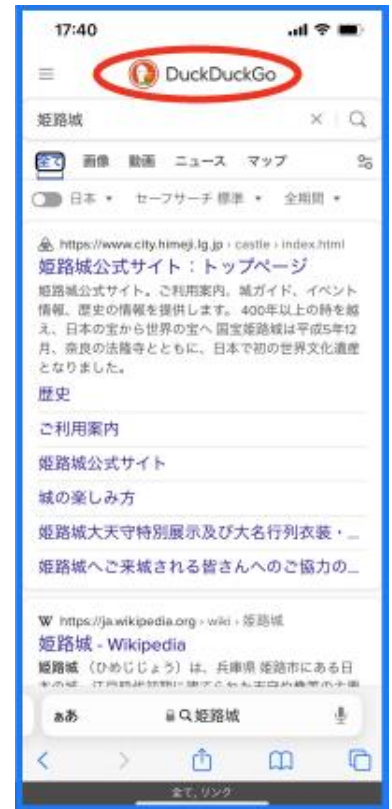 17:40
DuckDuckGo
姫路城
全て 画像 動画 ニュース マップ
日本 セーフサーチ 標準 全期間
https://www.city.himeji.lg.jp › castle › index.html
姫路城公式サイト：トップページ
姫路城公式サイト。ご利用案内、城ガイド、イベント
情報、歴史の情報を提供します。 400年以上の時を越
え、日本の宝から世界の宝へ 国宝姫路城は平成5年12
月、奈良の法隆寺とともに、日本で初の世界文化遺産
となりました。
歴史
ご利用案内
姫路城公式サイト
城の楽しみ方
姫路城大天守特別展示及び大名行列衣装・...
姫路城へご来城される皆さんへのご協力の...
W https://ja.wikipedia.org › wiki › 姫路城
姫路城 - Wikipedia
姫路城 （ひめじじょう）は、兵庫県 姫路市にある日
ぁあ 姫路城
全て, リンク